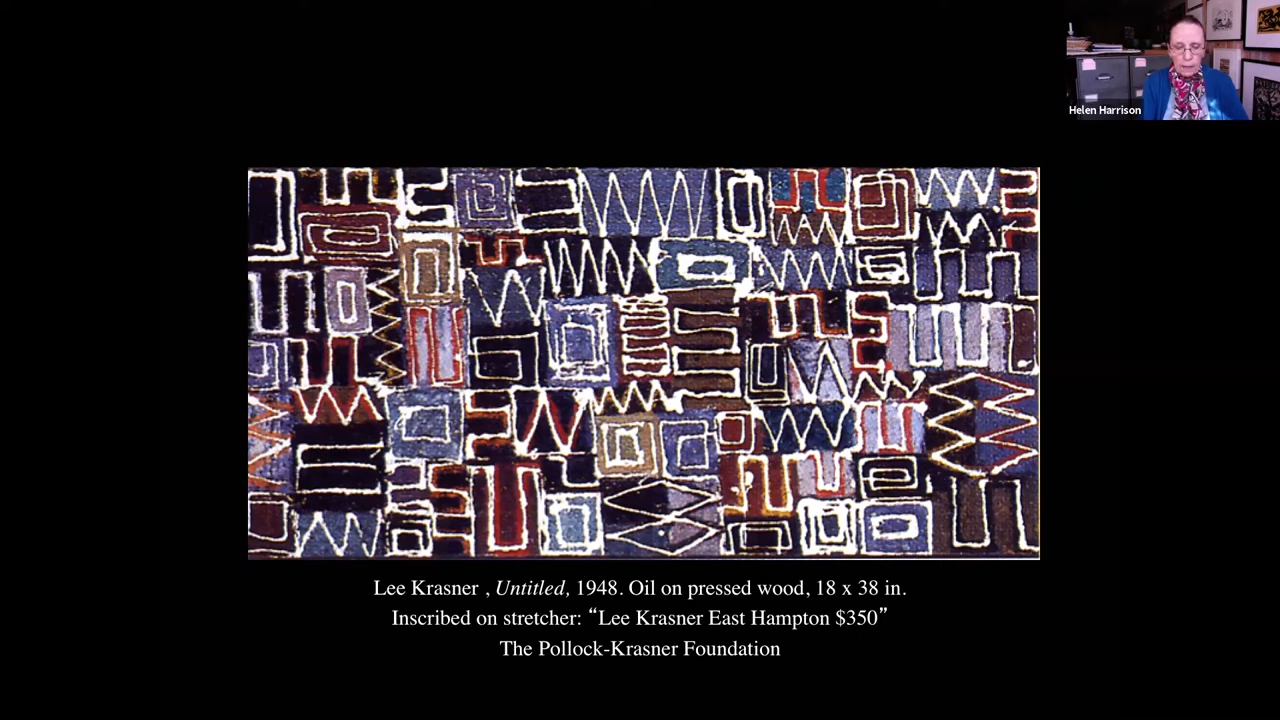 Helen Harrison
Lee Krasner , Untitled, 1948. Oil on pressed wood, 18 x 38 in.
Inscribed on stretcher: “Lee Krasner East Hampton $350”
The Pollock-Krasner Foundation